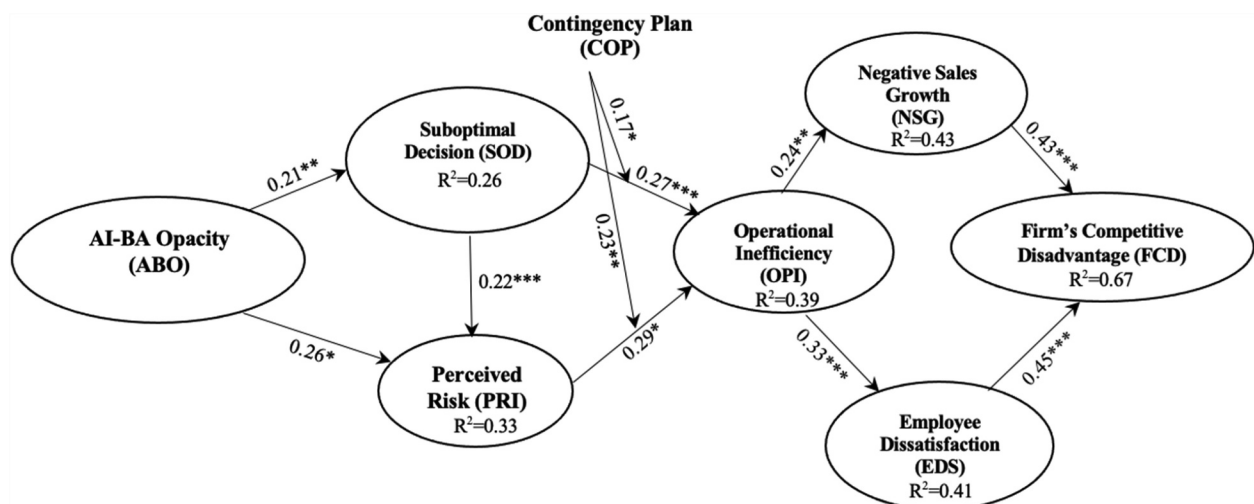 Contingency Plan
(COP)
Negative Sales
Growth
(NSG)
R²=0.43
Suboptimal
Decision (SOD)
R²=0.26
0.17*
0.24**
0.43***
0.21**
0.27***
AI-BA Opacity
(ABO)
0.23**
Operational
Inefficiency
(OPI)
R²=0.39
Firm's Competitive
Disadvantage (FCD)
R²=0.67
0.22***
0.26*
0.29*
0.33***
0.45***
Perceived
Risk (PRI)
R²=0.33
Employee
Dissatisfaction
(EDS)
R²=0.41